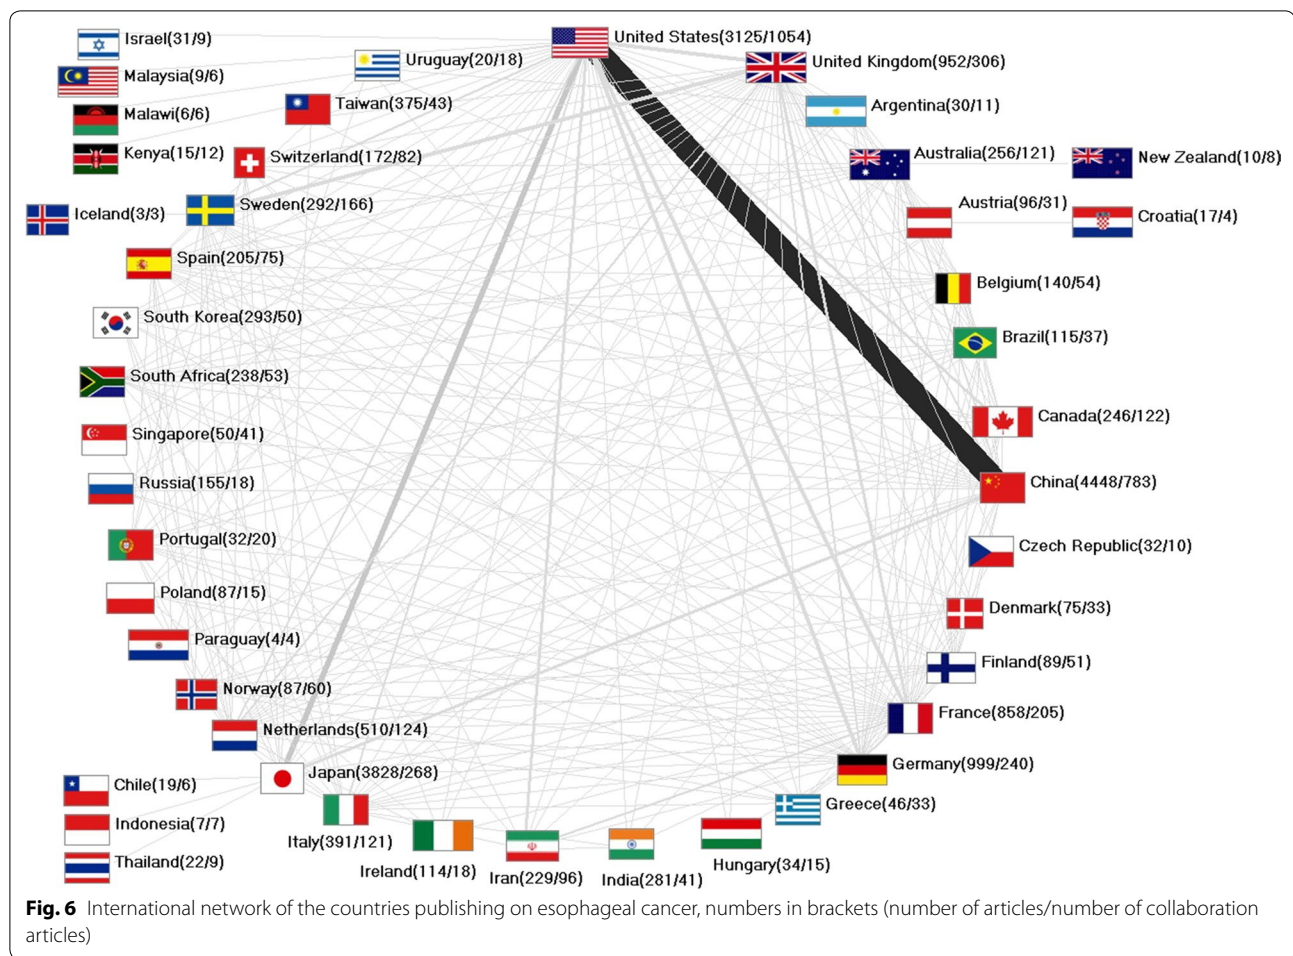 Israel(31/9)
United States(3125/1054)
Uruguay(20/18)
United Kingdom(952/306)
Malaysia(9/6)
Taiwan(375/43)
Argentina(30/11)
Malawi(6/6)
Kenya(15/12)
Switzerland(172/82)
Australia(256/121)
New Zealand(10/8)
Iceland(3/3)
Sweden(292/166)
Austria(96/31)
Croatia(17/4)
Spain(205/75)
Belgium(140/54)
South Korea(293/50)
Brazil(115/37)
South Africa(238/53)
Canada(246/122)
Singapore(50/41)
Russia(155/18)
China(4448/783)
Portugal(32/20)
Czech Republic(32/10)
Poland(87/15)
Denmark(75/33)
Paraguay(4/4)
Finland(89/51)
Norway(87/60)
France(858/205)
Netherlands(510/124)
Japan(3828/268)
Germany(999/240)
Chile(19/6)
Greece(46/33)
Indonesia(7/7)
Italy(391/121)
Thailand(22/9)
Ireland(114/18)
Iran(229/96)
India(281/41)
Hungary(34/15)
Fig. 6 International network of the countries publishing on esophageal cancer, numbers in brackets (number of articles/number of collaboration
articles)